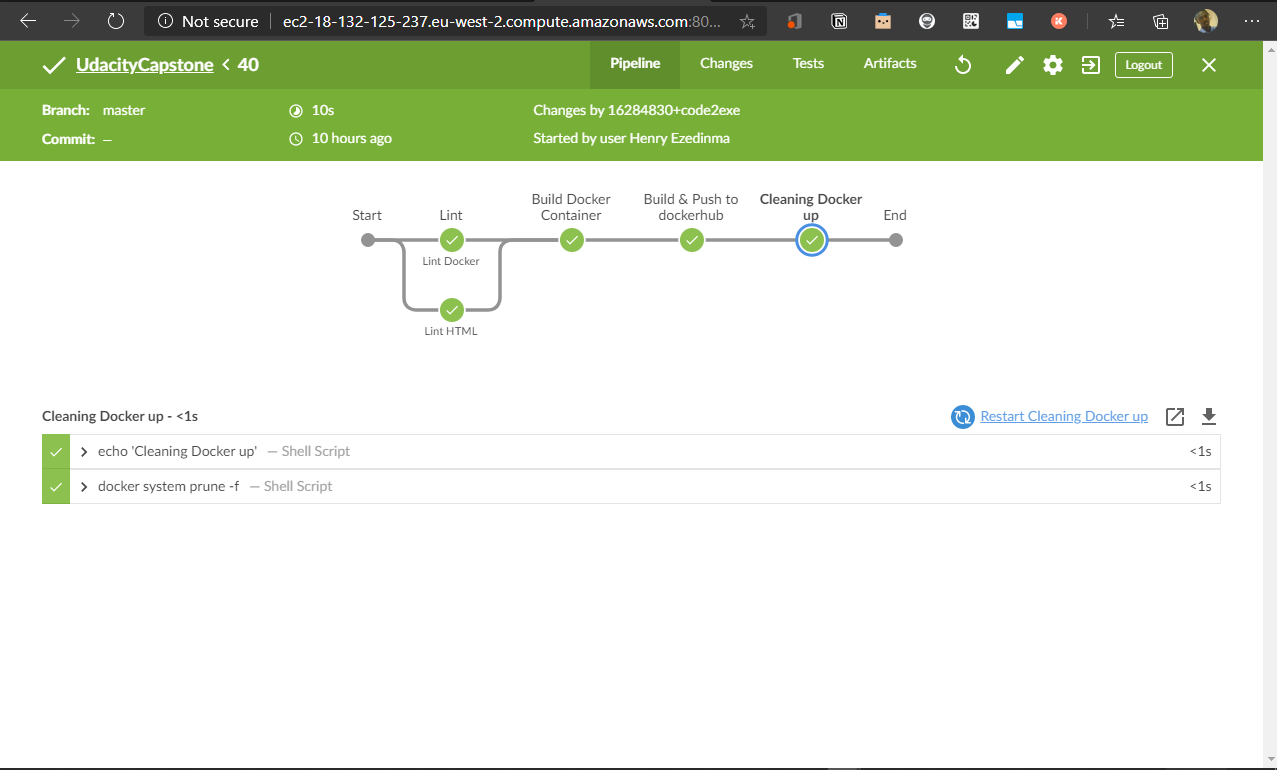 Not secure ec2-18-132-125-237.eu-west-2.compute.amazonaws.com:80...
UdacityCapstone < 40
Pipeline Changes Tests Artifacts Logout
Branch: master 10s Changes by 16284830+code2exe
Commit: — 10 hours ago Started by user Henry Ezedinma
Start Lint Build Docker Build & Push to Cleaning Docker End
Container dockerhub up
Lint Docker
Lint HTML
Cleaning Docker up - <1s Restart Cleaning Docker up
echo 'Cleaning Docker up' — Shell Script <1s
docker system prune -f — Shell Script <1s